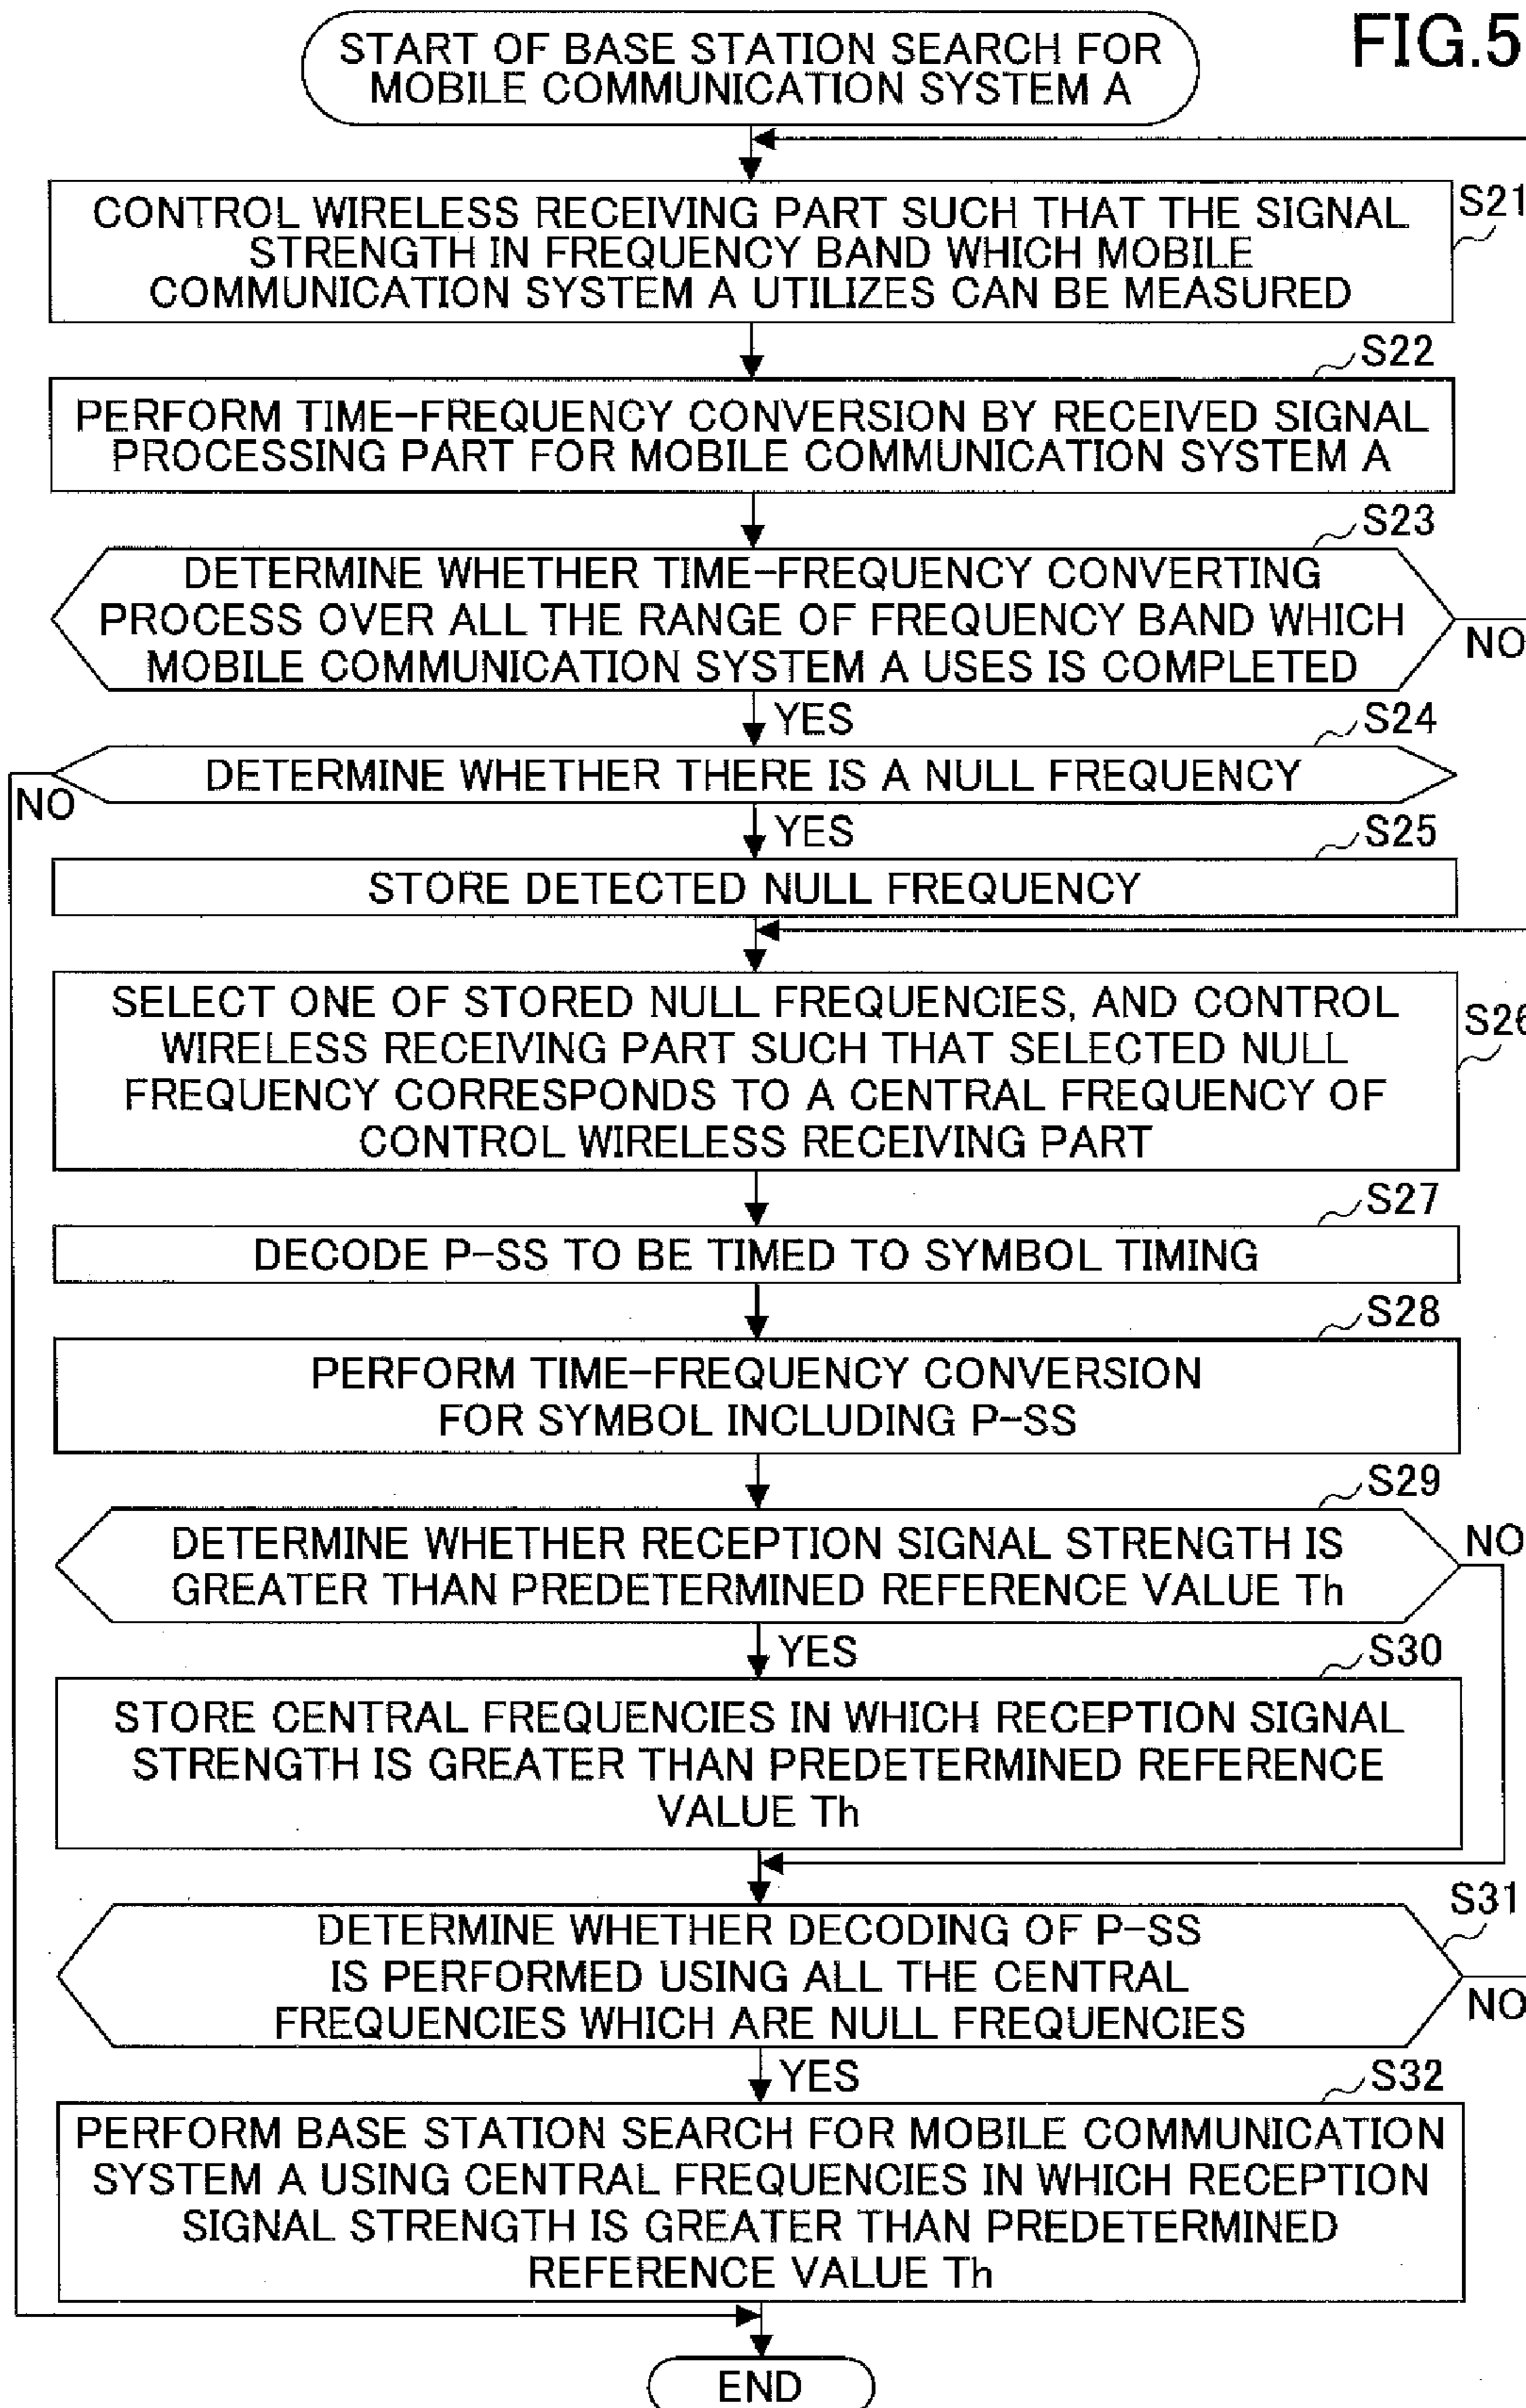 FIG.5
START OF BASE STATION SEARCH FOR
MOBILE COMMUNICATION SYSTEM A
S21
CONTROL WIRELESS RECEIVING PART SUCH THAT THE SIGNAL
STRENGTH IN FREQUENCY BAND WHICH MOBILE
COMMUNICATION SYSTEM A UTILIZES CAN BE MEASURED
S22
PERFORM TIME-FREQUENCY CONVERSION BY RECEIVED SIGNAL
PROCESSING PART FOR MOBILE COMMUNICATION SYSTEM A
S23
DETERMINE WHETHER TIME-FREQUENCY CONVERTING
PROCESS OVER ALL THE RANGE OF FREQUENCY BAND WHICH
MOBILE COMMUNICATION SYSTEM A USES IS COMPLETED
NO
YES
S24
DETERMINE WHETHER THERE IS A NULL FREQUENCY
NO
YES
S25
STORE DETECTED NULL FREQUENCY
SELECT ONE OF STORED NULL FREQUENCIES, AND CONTROL
WIRELESS RECEIVING PART SUCH THAT SELECTED NULL
FREQUENCY CORRESPONDS TO A CENTRAL FREQUENCY OF
CONTROL WIRELESS RECEIVING PART
S26
S27
DECODE P-SS TO BE TIMED TO SYMBOL TIMING
S28
PERFORM TIME-FREQUENCY CONVERSION
FOR SYMBOL INCLUDING P-SS
S29
DETERMINE WHETHER RECEPTION SIGNAL STRENGTH IS
GREATER THAN PREDETERMINED REFERENCE VALUE Th
NO
YES
S30
STORE CENTRAL FREQUENCIES IN WHICH RECEPTION SIGNAL
STRENGTH IS GREATER THAN PREDETERMINED REFERENCE
VALUE Th
S31
DETERMINE WHETHER DECODING OF P-SS
IS PERFORMED USING ALL THE CENTRAL
FREQUENCIES WHICH ARE NULL FREQUENCIES
NO
YES
S32
PERFORM BASE STATION SEARCH FOR MOBILE COMMUNICATION
SYSTEM A USING CENTRAL FREQUENCIES IN WHICH RECEPTION
SIGNAL STRENGTH IS GREATER THAN PREDETERMINED
REFERENCE VALUE Th
END